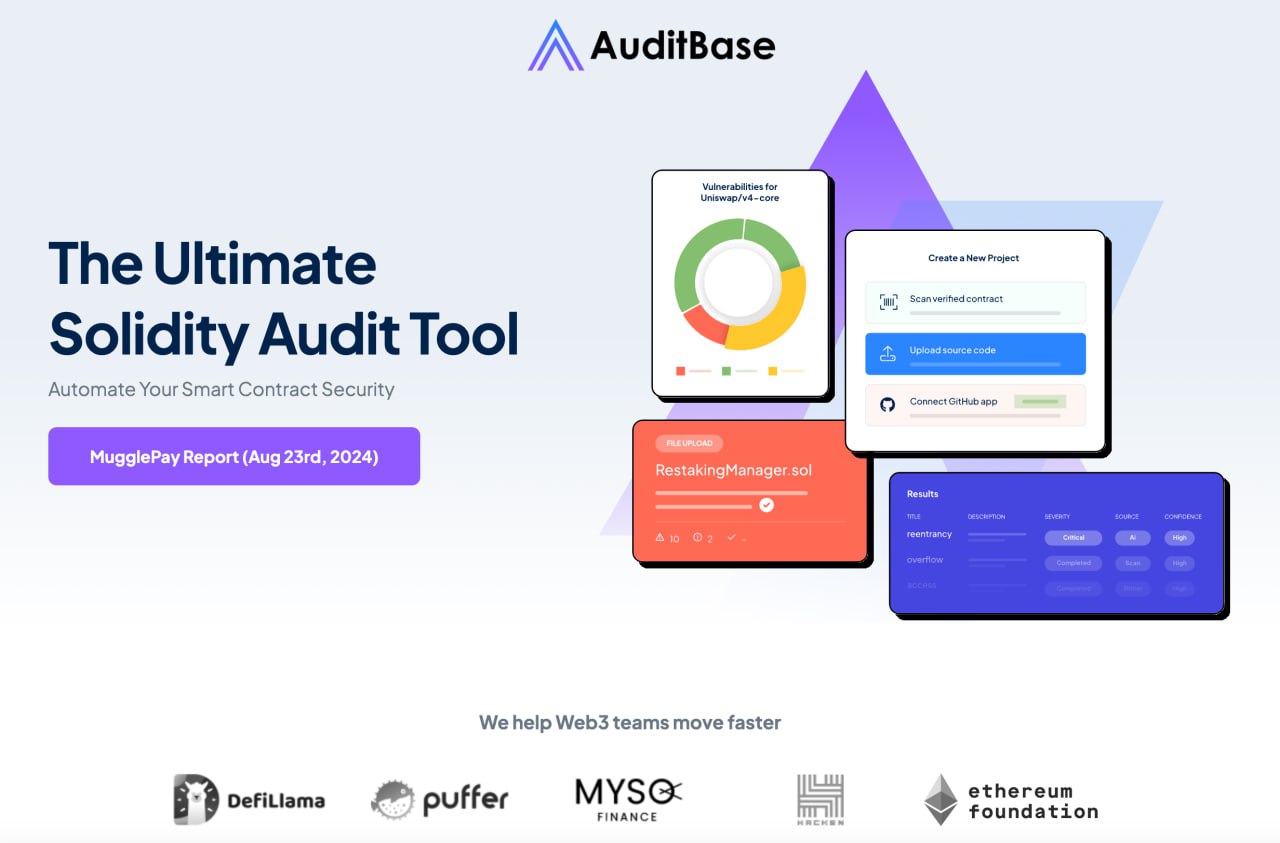 AuditBase
The Ultimate
Solidity Audit Tool
Automate Your Smart Contract Security
MugglePay Report (Aug 23rd, 2024)
Vulnerabilities for
Uniswap/v4-core
Create a New Project
Scan verified contract
Upload source code
Connect GitHub app
FILE UPLOAD
RestakingManager.sol
10
2
-
Results
TITLE DESCRIPTION SEVERITY SOURCE CONFIDENCE
reentrancy Critical Ai High
overflow Completed Scan High
access Completed High
We help Web3 teams move faster
DefiLlama
puffer
MYSO
FINANCE
HACKEN
ethereum
foundation